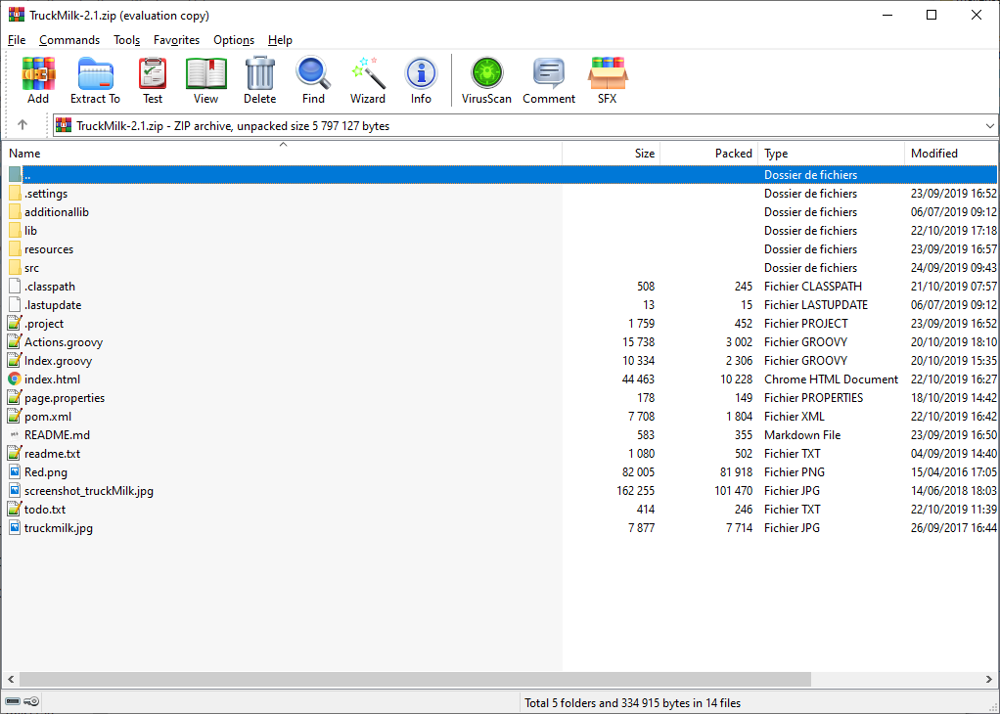 TruckMilk-2.1.zip (evaluation copy)
File Commands Tools Favorites Options Help
Add Extract To Test View Delete Find Wizard Info VirusScan Comment SFX
TruckMilk-2.1.zip - ZIP archive, unpacked size 5 797 127 bytes
Name Size Packed Type Modified
.. Dossier de fichiers
.settings Dossier de fichiers 23/09/2019 16:52
additionallib Dossier de fichiers 06/07/2019 09:12
lib Dossier de fichiers 22/10/2019 17:18
resources Dossier de fichiers 23/09/2019 16:57
src Dossier de fichiers 24/09/2019 09:43
.classpath 508 245 Fichier CLASSPATH 21/10/2019 07:57
.lastupdate 13 15 Fichier LASTUPDATE 06/07/2019 09:12
.project 1 759 452 Fichier PROJECT 23/09/2019 16:52
Actions.groovy 15 738 3 002 Fichier GROOVY 20/10/2019 18:10
Index.groovy 10 334 2 306 Fichier GROOVY 20/10/2019 15:35
index.html 44 463 10 228 Chrome HTML Document 22/10/2019 16:27
page.properties 178 149 Fichier PROPERTIES 18/10/2019 14:42
pom.xml 7 708 1 804 Fichier XML 22/10/2019 16:42
README.md 583 355 Markdown File 23/09/2019 16:50
readme.txt 1 080 502 Fichier TXT 04/09/2019 14:40
Red.png 82 005 81 918 Fichier PNG 15/04/2016 17:05
screenshot_truckMilk.jpg 162 255 101 470 Fichier JPG 14/06/2018 18:03
todo.txt 414 246 Fichier TXT 22/10/2019 11:39
truckmilk.jpg 7 877 7 714 Fichier JPG 26/09/2017 16:44
Total 5 folders and 334 915 bytes in 14 files